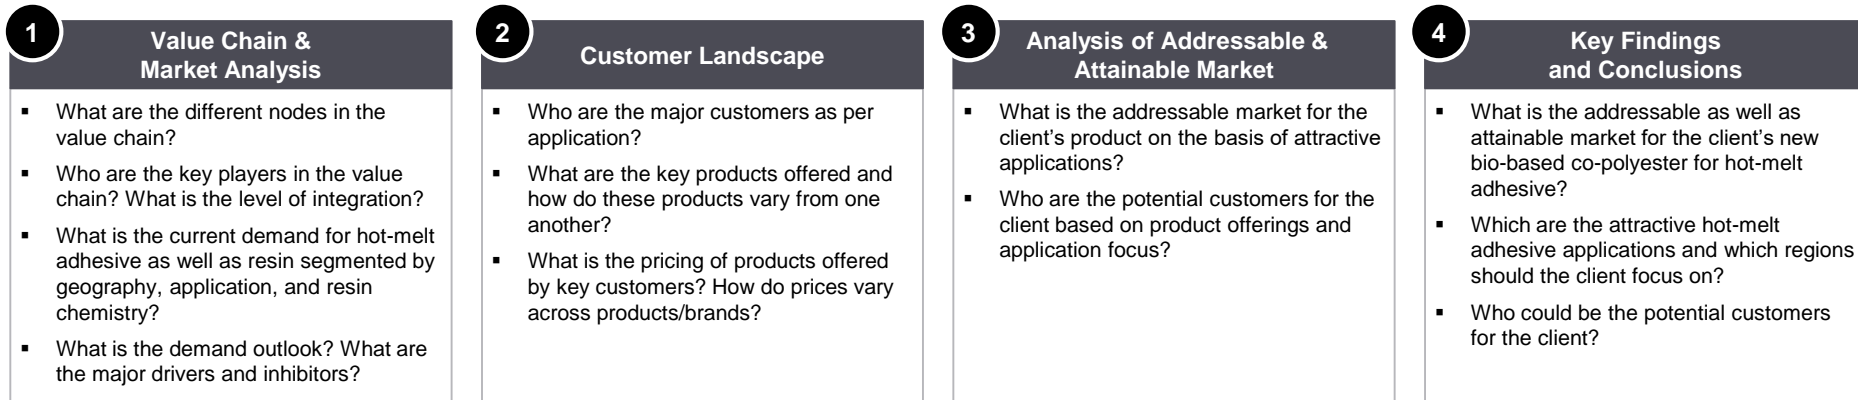 1
Value Chain &
Market Analysis
▪ What are the different nodes in the
value chain?
▪ Who are the key players in the value
chain? What is the level of integration?
▪ What is the current demand for hot-melt
adhesive as well as resin segmented by
geography, application, and resin
chemistry?
▪ What is the demand outlook? What are
the major drivers and inhibitors?
2
Customer Landscape
▪ Who are the major customers as per
application?
▪ What are the key products offered and
how do these products vary from one
another?
▪ What is the pricing of products offered
by key customers? How do prices vary
across products/brands?
3
Analysis of Addressable &
Attainable Market
▪ What is the addressable market for the
client’s product on the basis of attractive
applications?
▪ Who are the potential customers for the
client based on product offerings and
application focus?
4
Key Findings
and Conclusions
▪ What is the addressable as well as
attainable market for the client’s new
bio-based co-polyester for hot-melt
adhesive?
▪ Which are the attractive hot-melt
adhesive applications and which regions
should the client focus on?
▪ Who could be the potential customers
for the client?